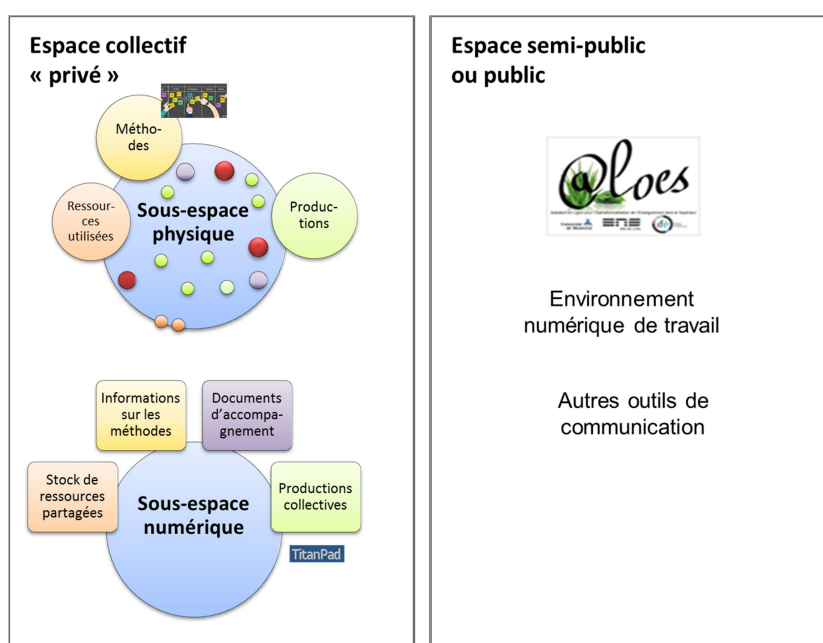 Espace collectif
« privé »
Métho-
des
Ressour-
ces
utilisées
Sous-espace
physique
Produc-
tions
Informations
sur les
méthodes
Documents
d'accompa-
gnement
Stock de
ressources
partagées
Sous-espace
numérique
Productions
collectives
TitanPad
Espace semi-public
ou public
@loes
Environnement
numérique de travail
Autres outils de
communication